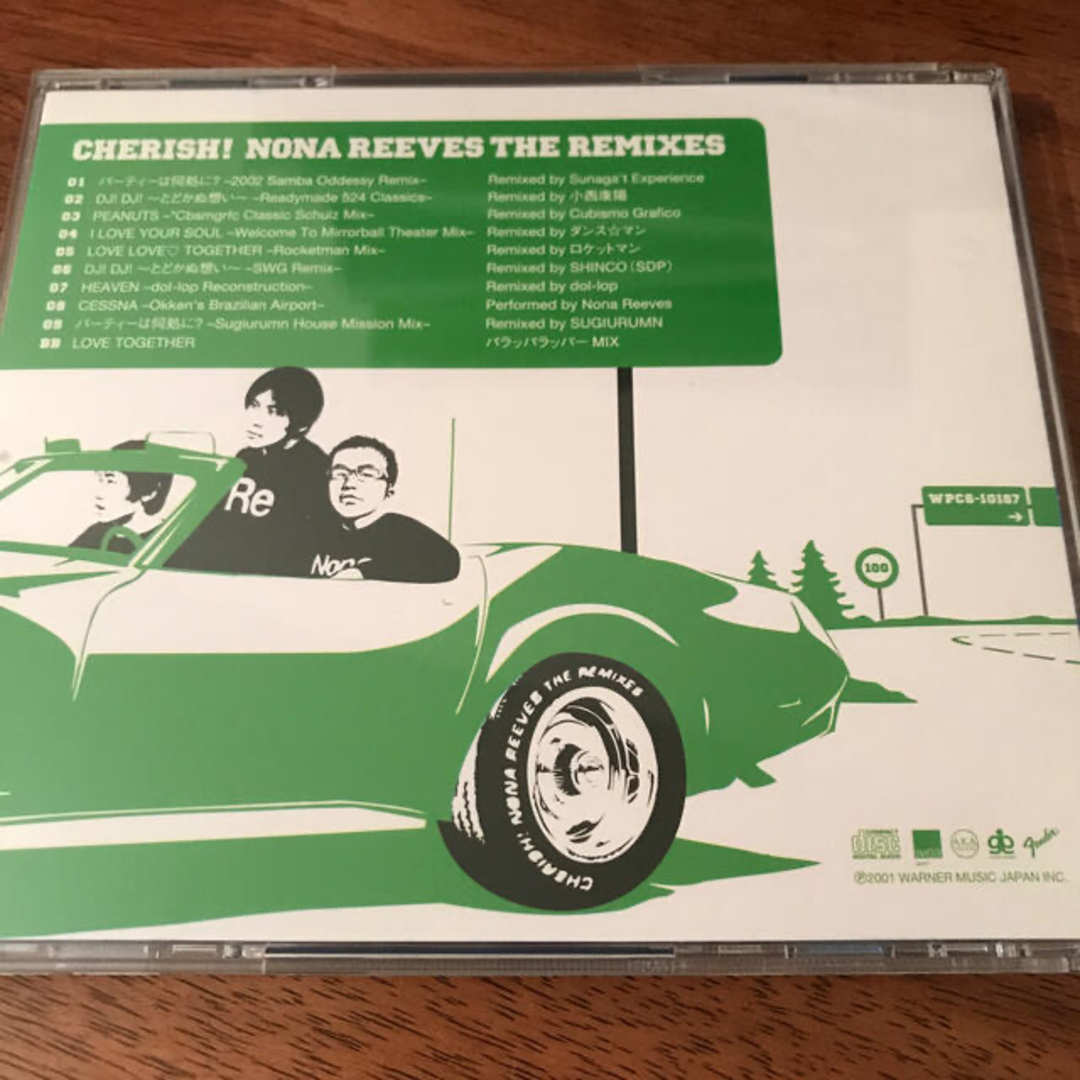 CHERISH! NONA REEVES THE REMIXES
01 パーティーは何処に? ~2002 Samba Oddessy Remix~ Remixed by Sunaga't Experience
02 DJ! DJ! ~とどかぬ想い~ ~Readymade 524 Classics~ Remixed by 小西康陽
03 PEANUTS ~"Cbsmgrfc Classic Schulz Mix~ Remixed by Cubismo Grafico
04 I LOVE YOUR SOUL ~Welcome To Mirrorball Theater Mix~ Remixed by ダンス☆マン
05 LOVE LOVE♡ TOGETHER ~Rocketman Mix~ Remixed by ロケットマン
06 DJ! DJ! ~とどかぬ想い~ ~SWG Remix~ Remixed by SHINCO (SDP)
07 HEAVEN ~dol-lop Reconstruction~ Remixed by dol-lop
08 CESSNA ~Okken's Brazilian Airport~ Performed by Nona Reeves
09 パーティーは何処に? ~Sugiurumn House Mission Mix~ Remixed by SUGIURUMN
LOVE TOGETHER パラッパラッパー MIX
Re
Nona
WPC6-10187
→
100
CHERISH! NONA REEVES THE REMIXES
DISC
DIGITAL AUDIO
Fender
℗2001 WARNER MUSIC JAPAN INC.